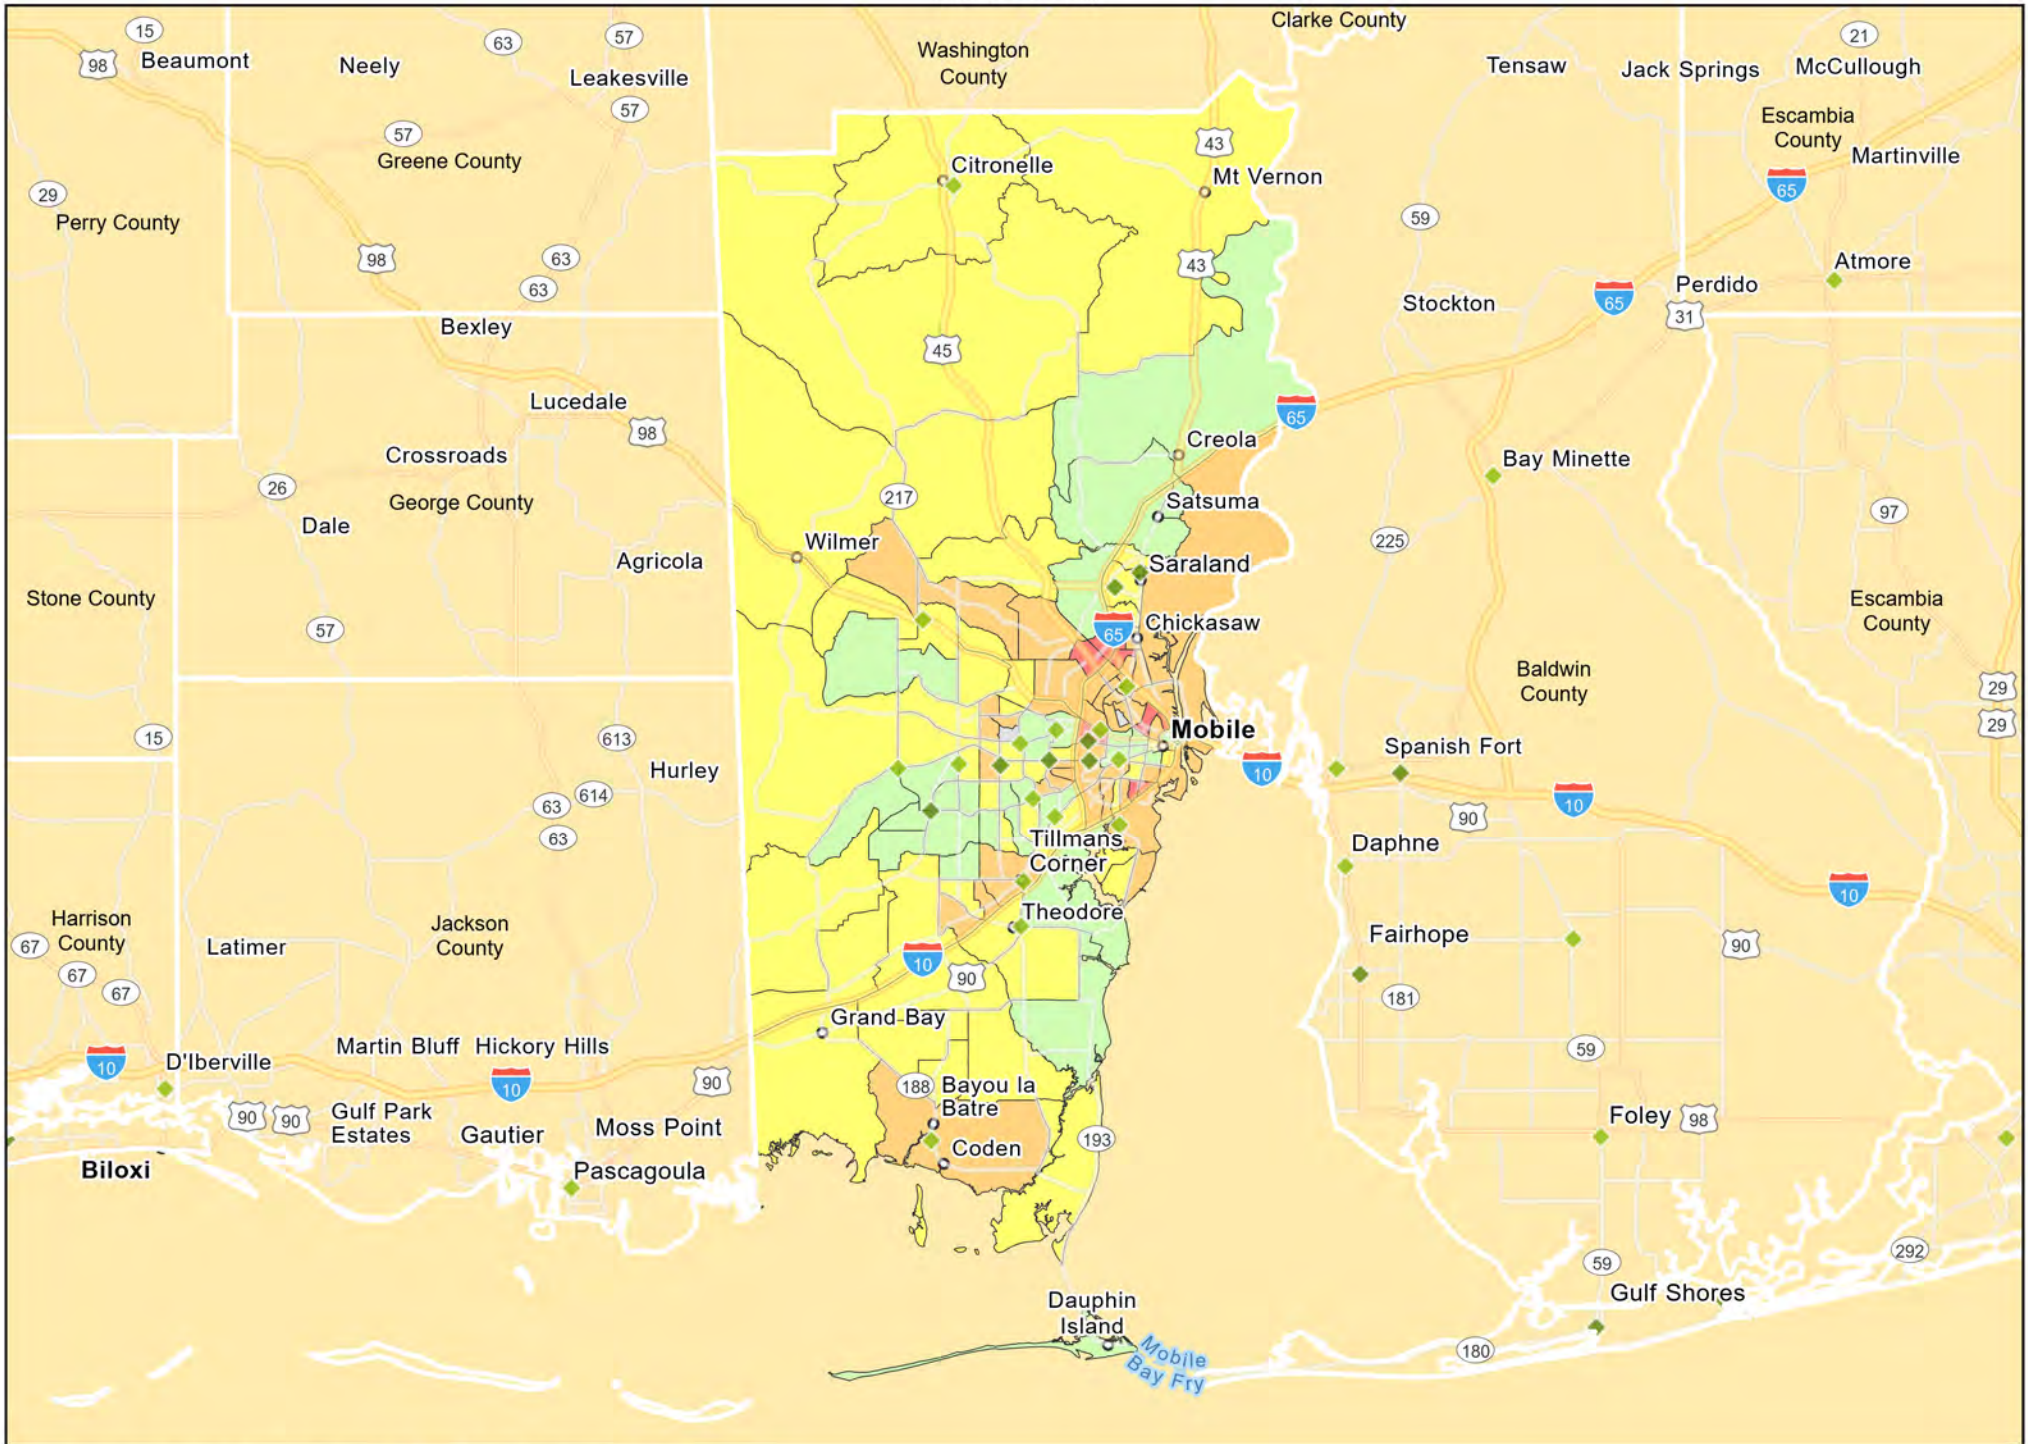 Clarke County
15
98
Beaumont
Neely
63
57
Leakesville
57
Washington
County
Tensaw
Jack Springs
21
McCullough
Escambia
County
Martinville
65
57
Greene County
43
Citronelle
Mt Vernon
29
Perry County
59
98
63
63
43
Atmore
65
Perdido
31
Stockton
Bexley
45
Lucedale
98
65
Creola
Crossroads
Bay Minette
26
George County
217
Satsuma
97
Dale
225
Wilmer
Agricola
Saraland
Stone County
57
65
Chickasaw
Escambia
County
Baldwin
County
29
29
15
613
Mobile
Spanish Fort
Hurley
10
10
63
614
63
90
Tillmans
Corner
Daphne
10
Harrison
County
67
67
67
Latimer
Jackson
County
Theodore
Fairhope
90
10
90
181
Grand Bay
59
10
D'Iberville
Martin Bluff
Hickory Hills
10
90
188
Bayou la
Batre
90
90
Gulf Park
Estates
Gautier
Moss Point
193
Foley
98
Coden
Biloxi
Pascagoula
292
59
Gulf Shores
Dauphin
Island
180
Mobile
Bay Fry